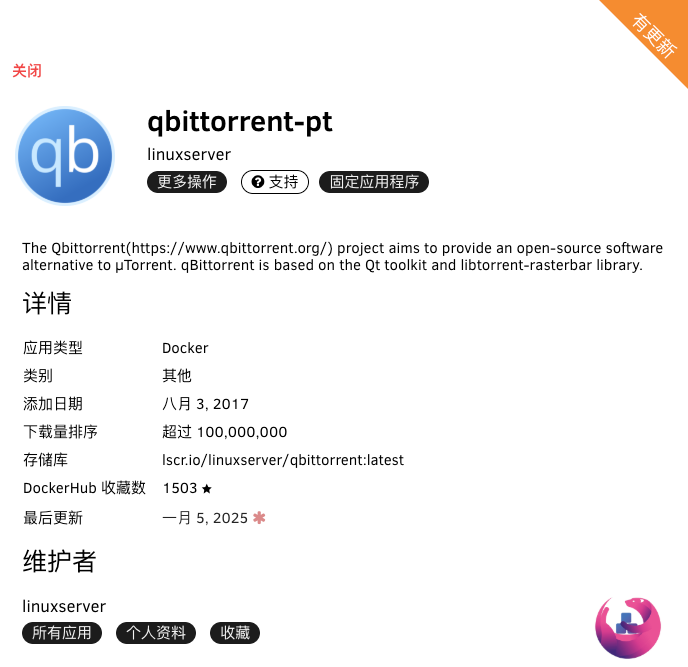 有更新
关闭
qb
qbittorrent-pt
linuxserver
更多操作 支持 固定应用程序
The Qbittorrent(https://www.qbittorrent.org/) project aims to provide an open-source software
alternative to µTorrent. qBittorrent is based on the Qt toolkit and libtorrent-rasterbar library.
详情
应用类型 Docker
类别 其他
添加日期 八月 3, 2017
下载量排序 超过 100,000,000
存储库 lscr.io/linuxserver/qbittorrent:latest
DockerHub 收藏数 1503 ★
最后更新 一月 5, 2025 ✱
维护者
linuxserver
所有应用 个人资料 收藏